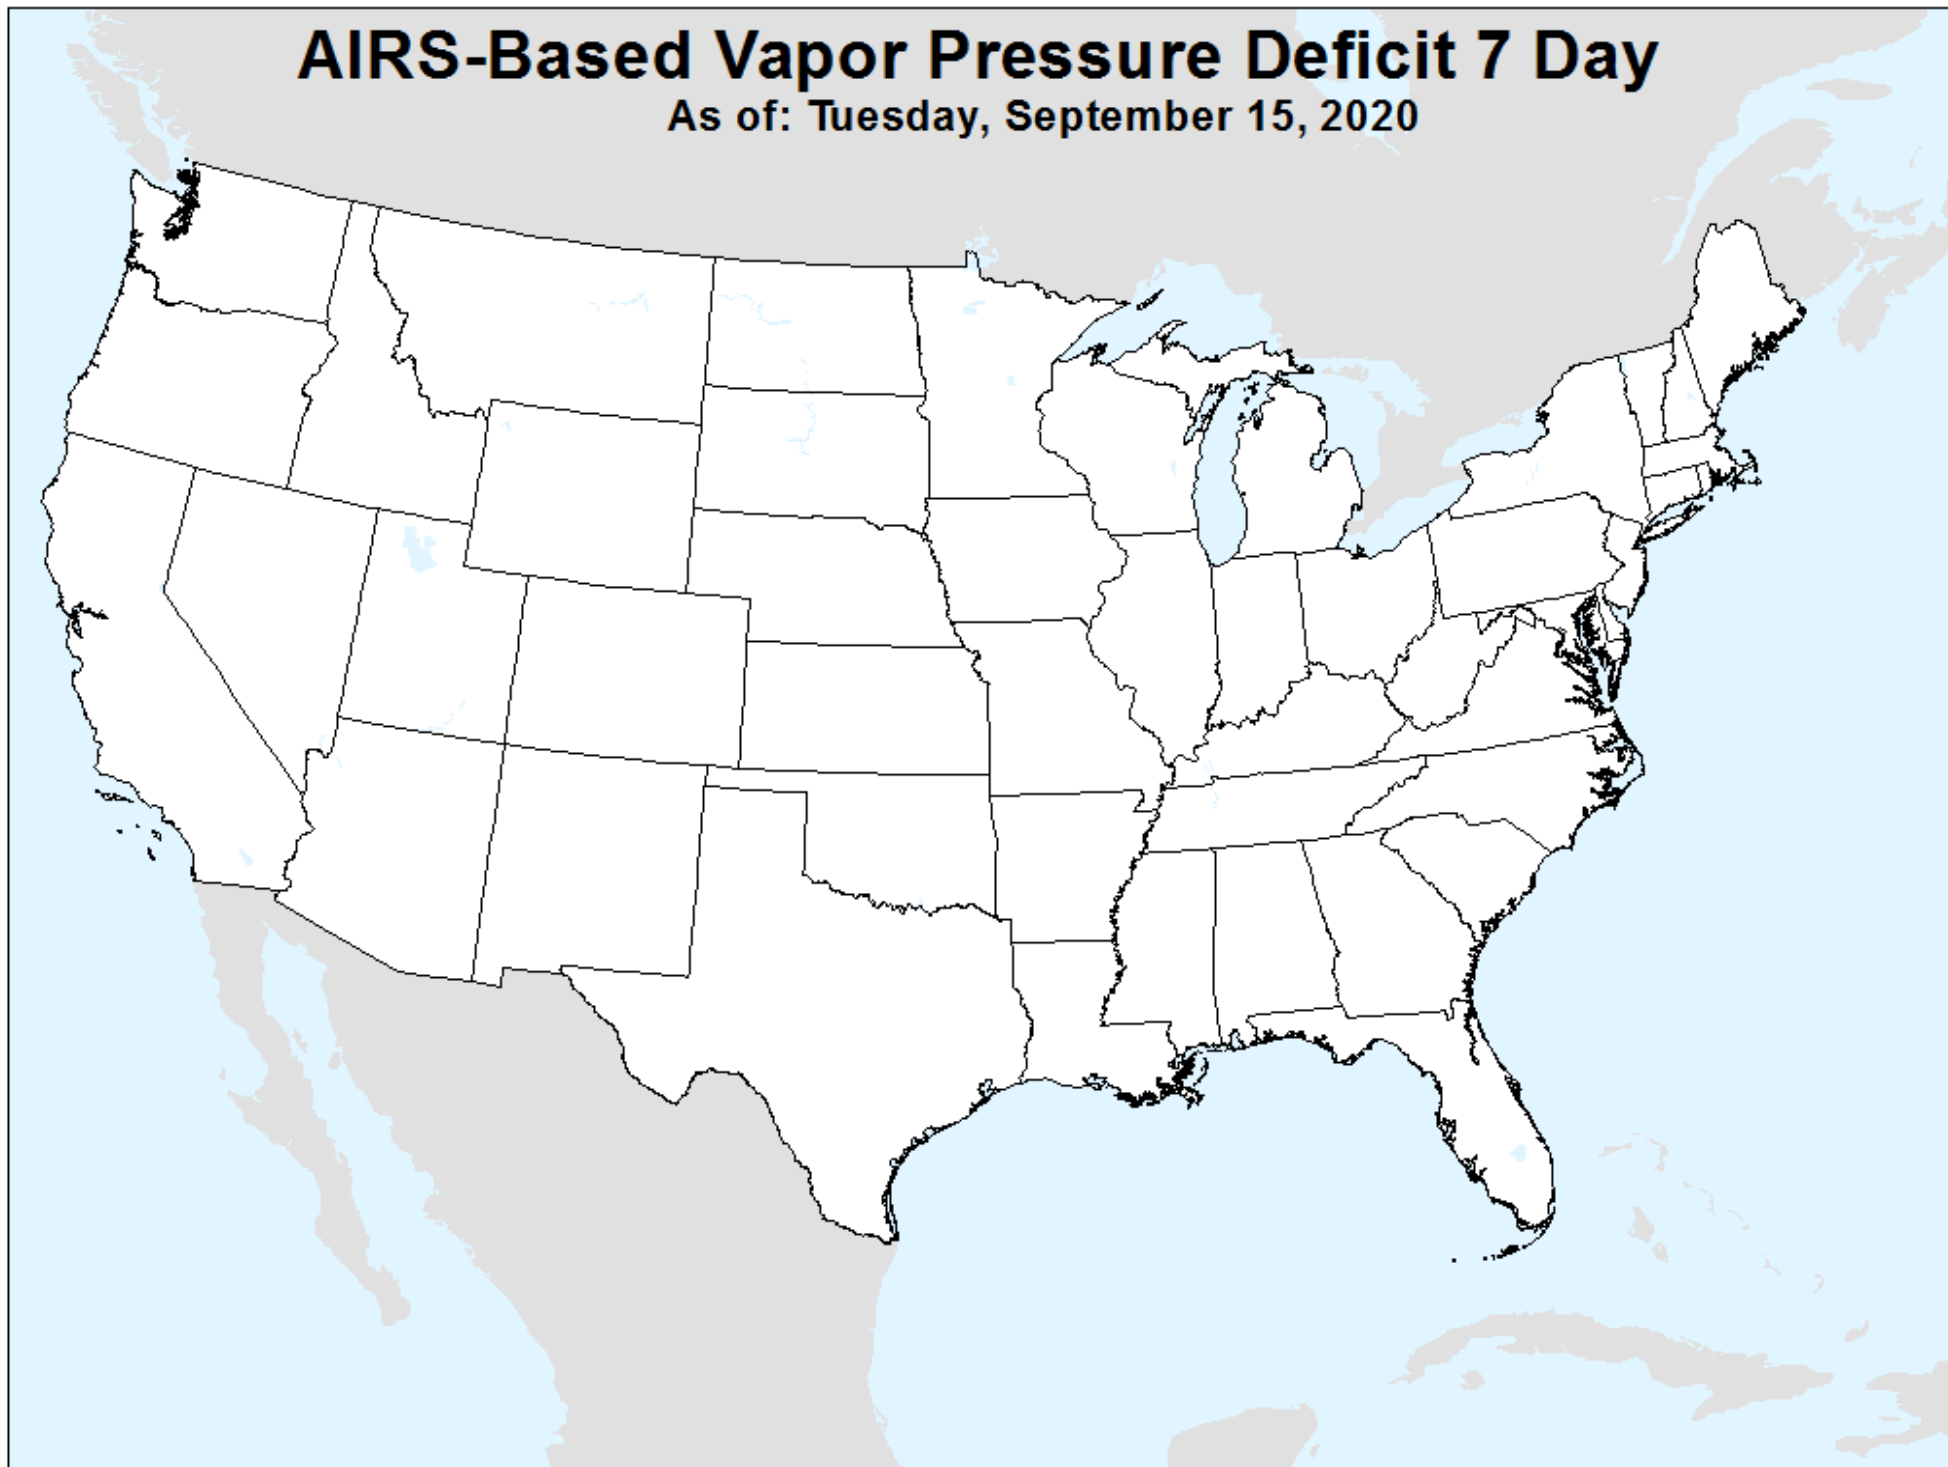 AIRS-Based Vapor Pressure Deficit 7 Day
As of: Tuesday, September 15, 2020